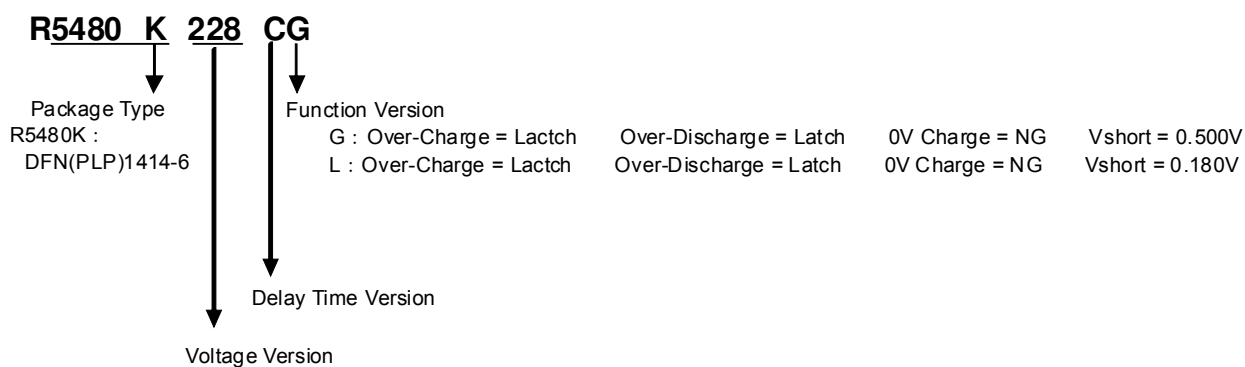 R5480 K 228 CG
Package Type
R5480K :
DFN(PLP)1414-6
Function Version
G : Over-Charge = Lactch Over-Discharge = Latch 0V Charge = NG Vshort = 0.500V
L : Over-Charge = Lactch Over-Discharge = Latch 0V Charge = NG Vshort = 0.180V
Delay Time Version
Voltage Version